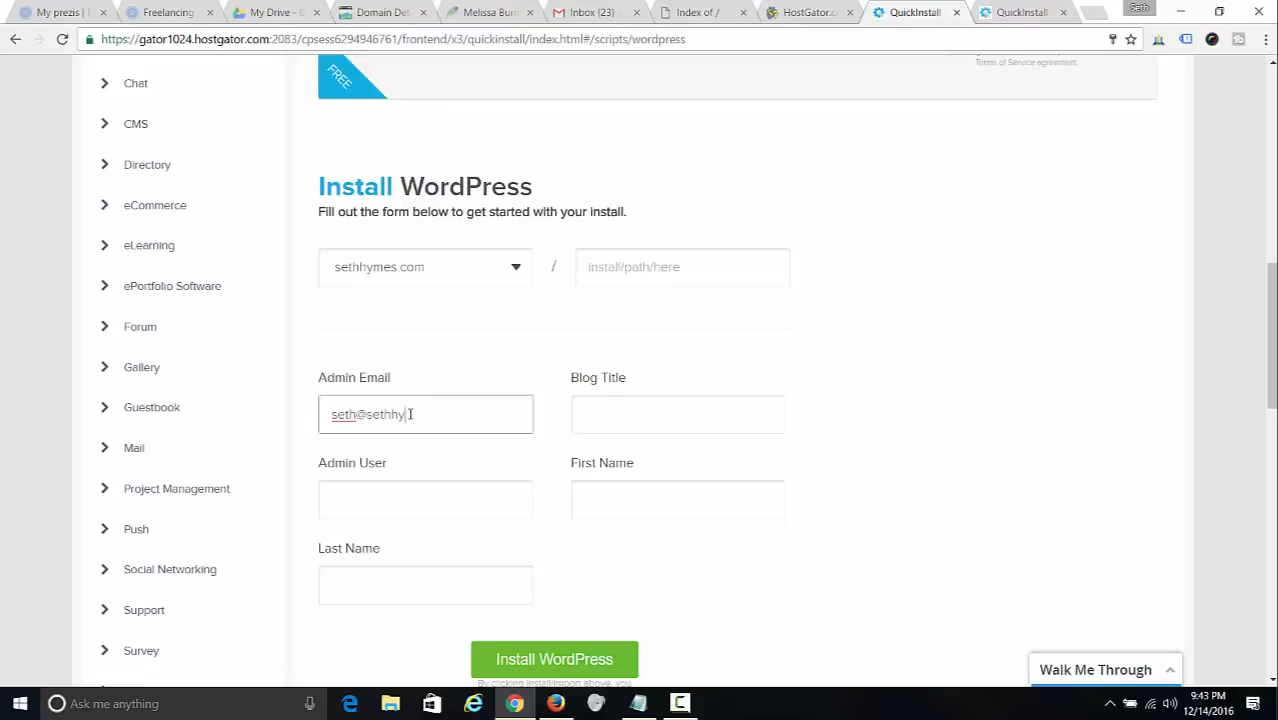 My prezis |
Freelancing
My Drive - G
Domain Det
Melissa Burn
Inbox (23)
Index of /
HostGator.c
QuickInstall
QuickInstall
Seth
https://gator1024.hostgator.com:2083/cpsess6294946761/frontend/x3/quickinstall/index.html#/scripts/wordpress
Terms of Service agreement.
FREE
Chat
CMS
Directory
eCommerce
eLearning
ePortfolio Software
Forum
Gallery
Guestbook
Mail
Project Management
Push
Social Networking
Support
Survey
Install WordPress
Fill out the form below to get started with your install.
sethhymes.com / install/path/here
Admin Email Blog Title
seth@sethhy
Admin User First Name
Last Name
Install WordPress
By clicking Install/Import above, you
Walk Me Through
Ask me anything
9:43 PM
12/14/2016